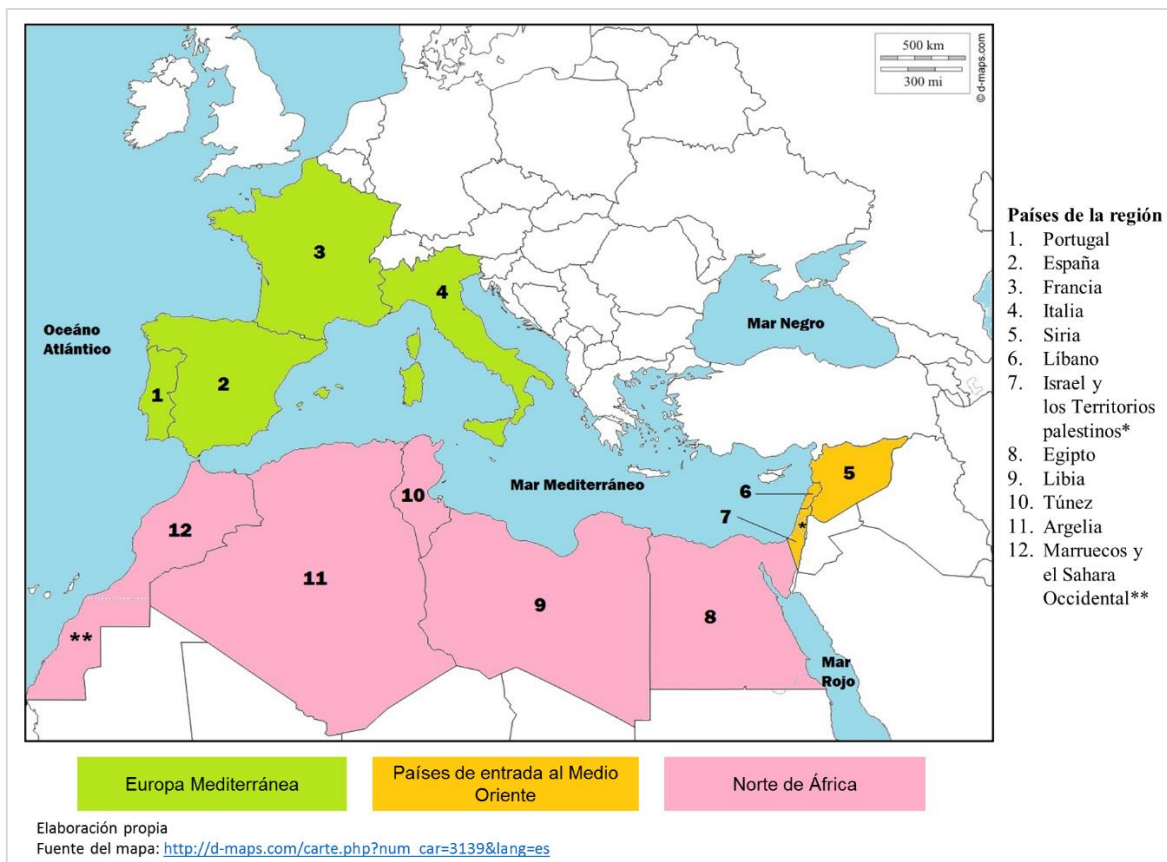 500 km
300 mi
© d-maps.com
3
4
Oceáno
Atlántico
Mar Negro
2
1
Mar Mediterráneo
5
6
10
7
*
12
11
9
8
**
Mar
Rojo
Países de la región
1. Portugal
2. España
3. Francia
4. Italia
5. Siria
6. Líbano
7. Israel y
los Territorios
palestinos*
8. Egipto
9. Libia
10. Túnez
11. Argelia
12. Marruecos y
el Sahara
Occidental**
Europa Mediterránea
Países de entrada al Medio
Oriente
Norte de África
Elaboración propia
Fuente del mapa: http://d-maps.com/carte.php?num_car=3139&lang=es